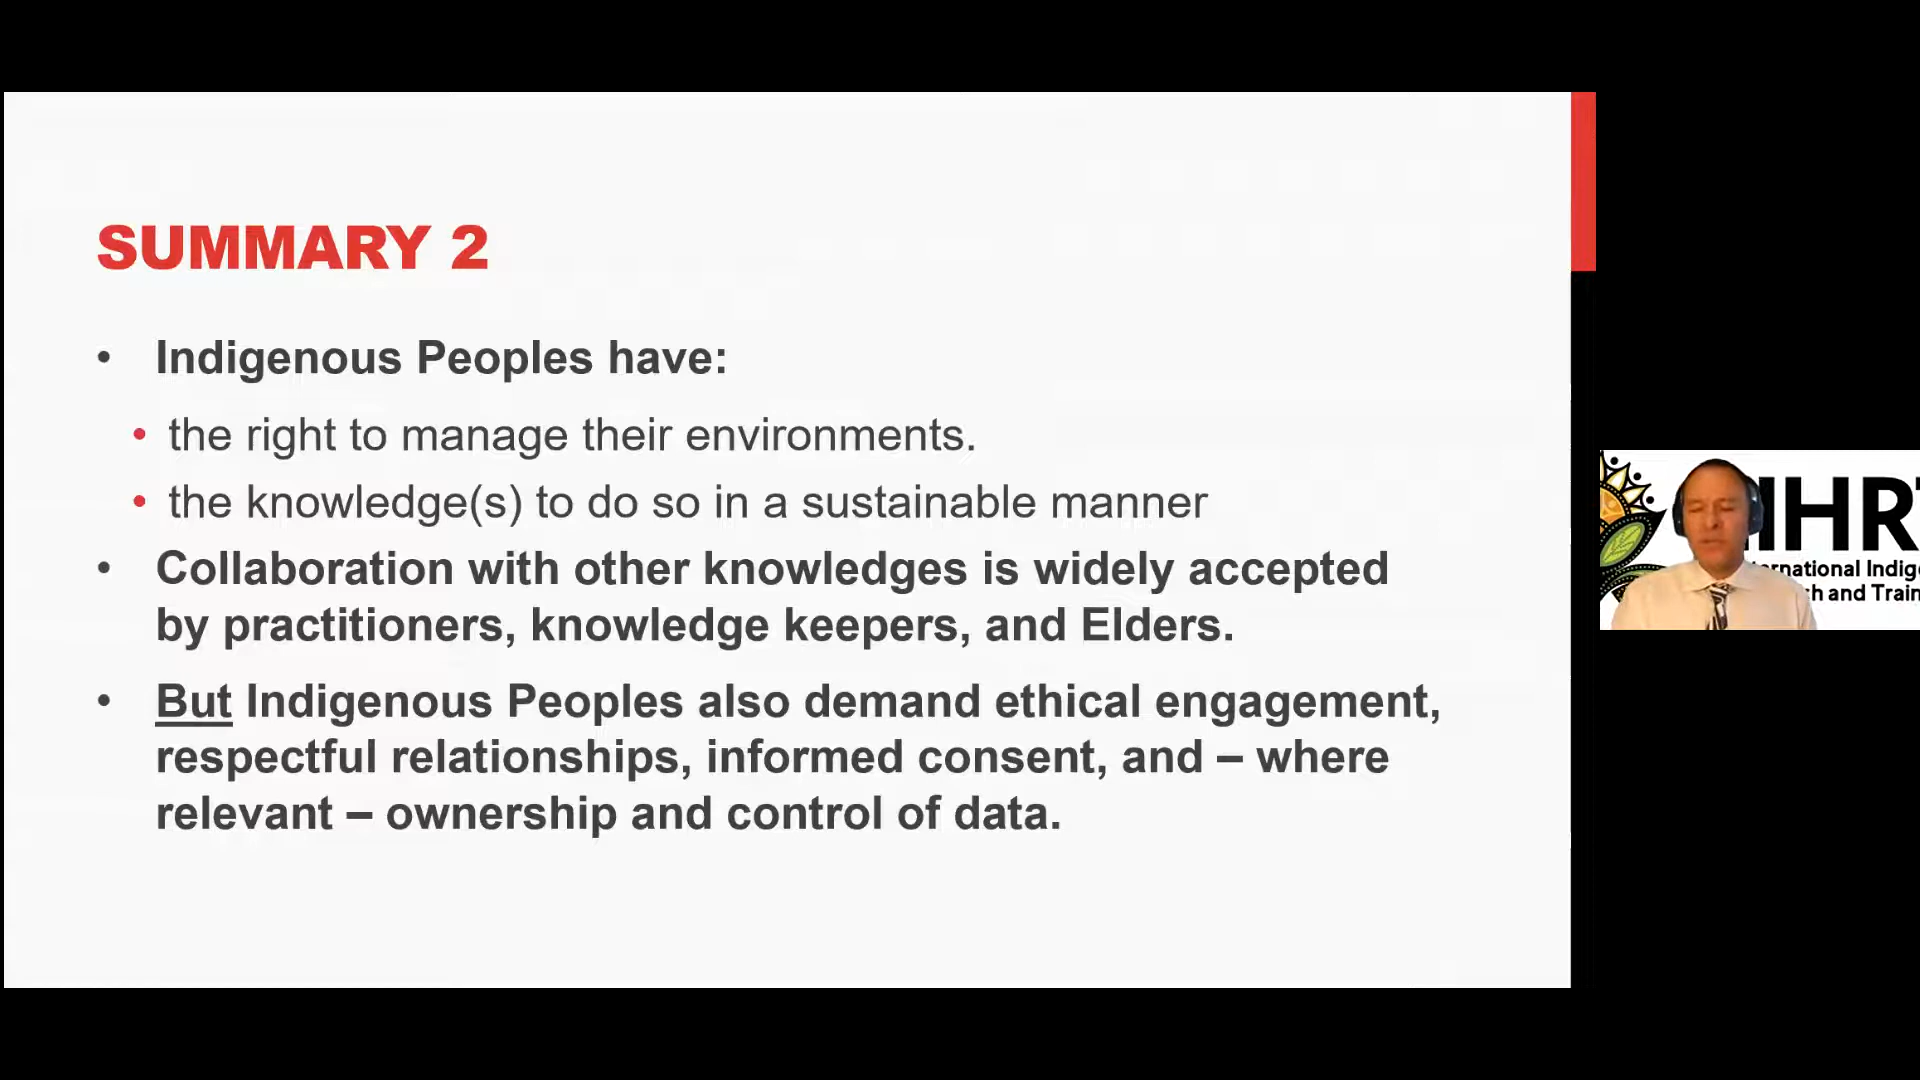 SUMMARY 2
• Indigenous Peoples have:
• the right to manage their environments.
• the knowledge(s) to do so in a sustainable manner
• Collaboration with other knowledges is widely accepted
by practitioners, knowledge keepers, and Elders.
• But Indigenous Peoples also demand ethical engagement,
respectful relationships, informed consent, and – where
relevant – ownership and control of data.